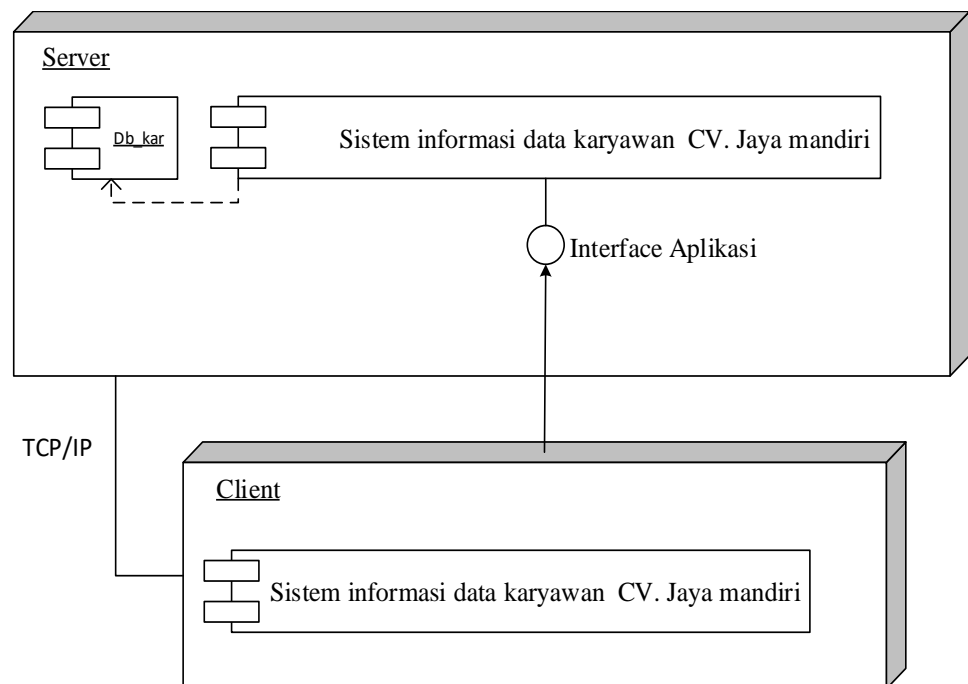 Server
Db_kar
Sistem informasi data karyawan CV. Jaya mandiri
Interface Aplikasi
TCP/IP
Client
Sistem informasi data karyawan CV. Jaya mandiri